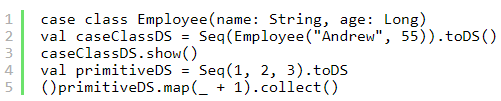 1 case class Employee(name: String, age: Long)
2 val caseClassDS = Seq(Employee("Andrew", 55)).toDS()
3 caseClassDS.show()
4 val primitiveDS = Seq(1, 2, 3).toDS
5 ()primitiveDS.map(_ + 1).collect()